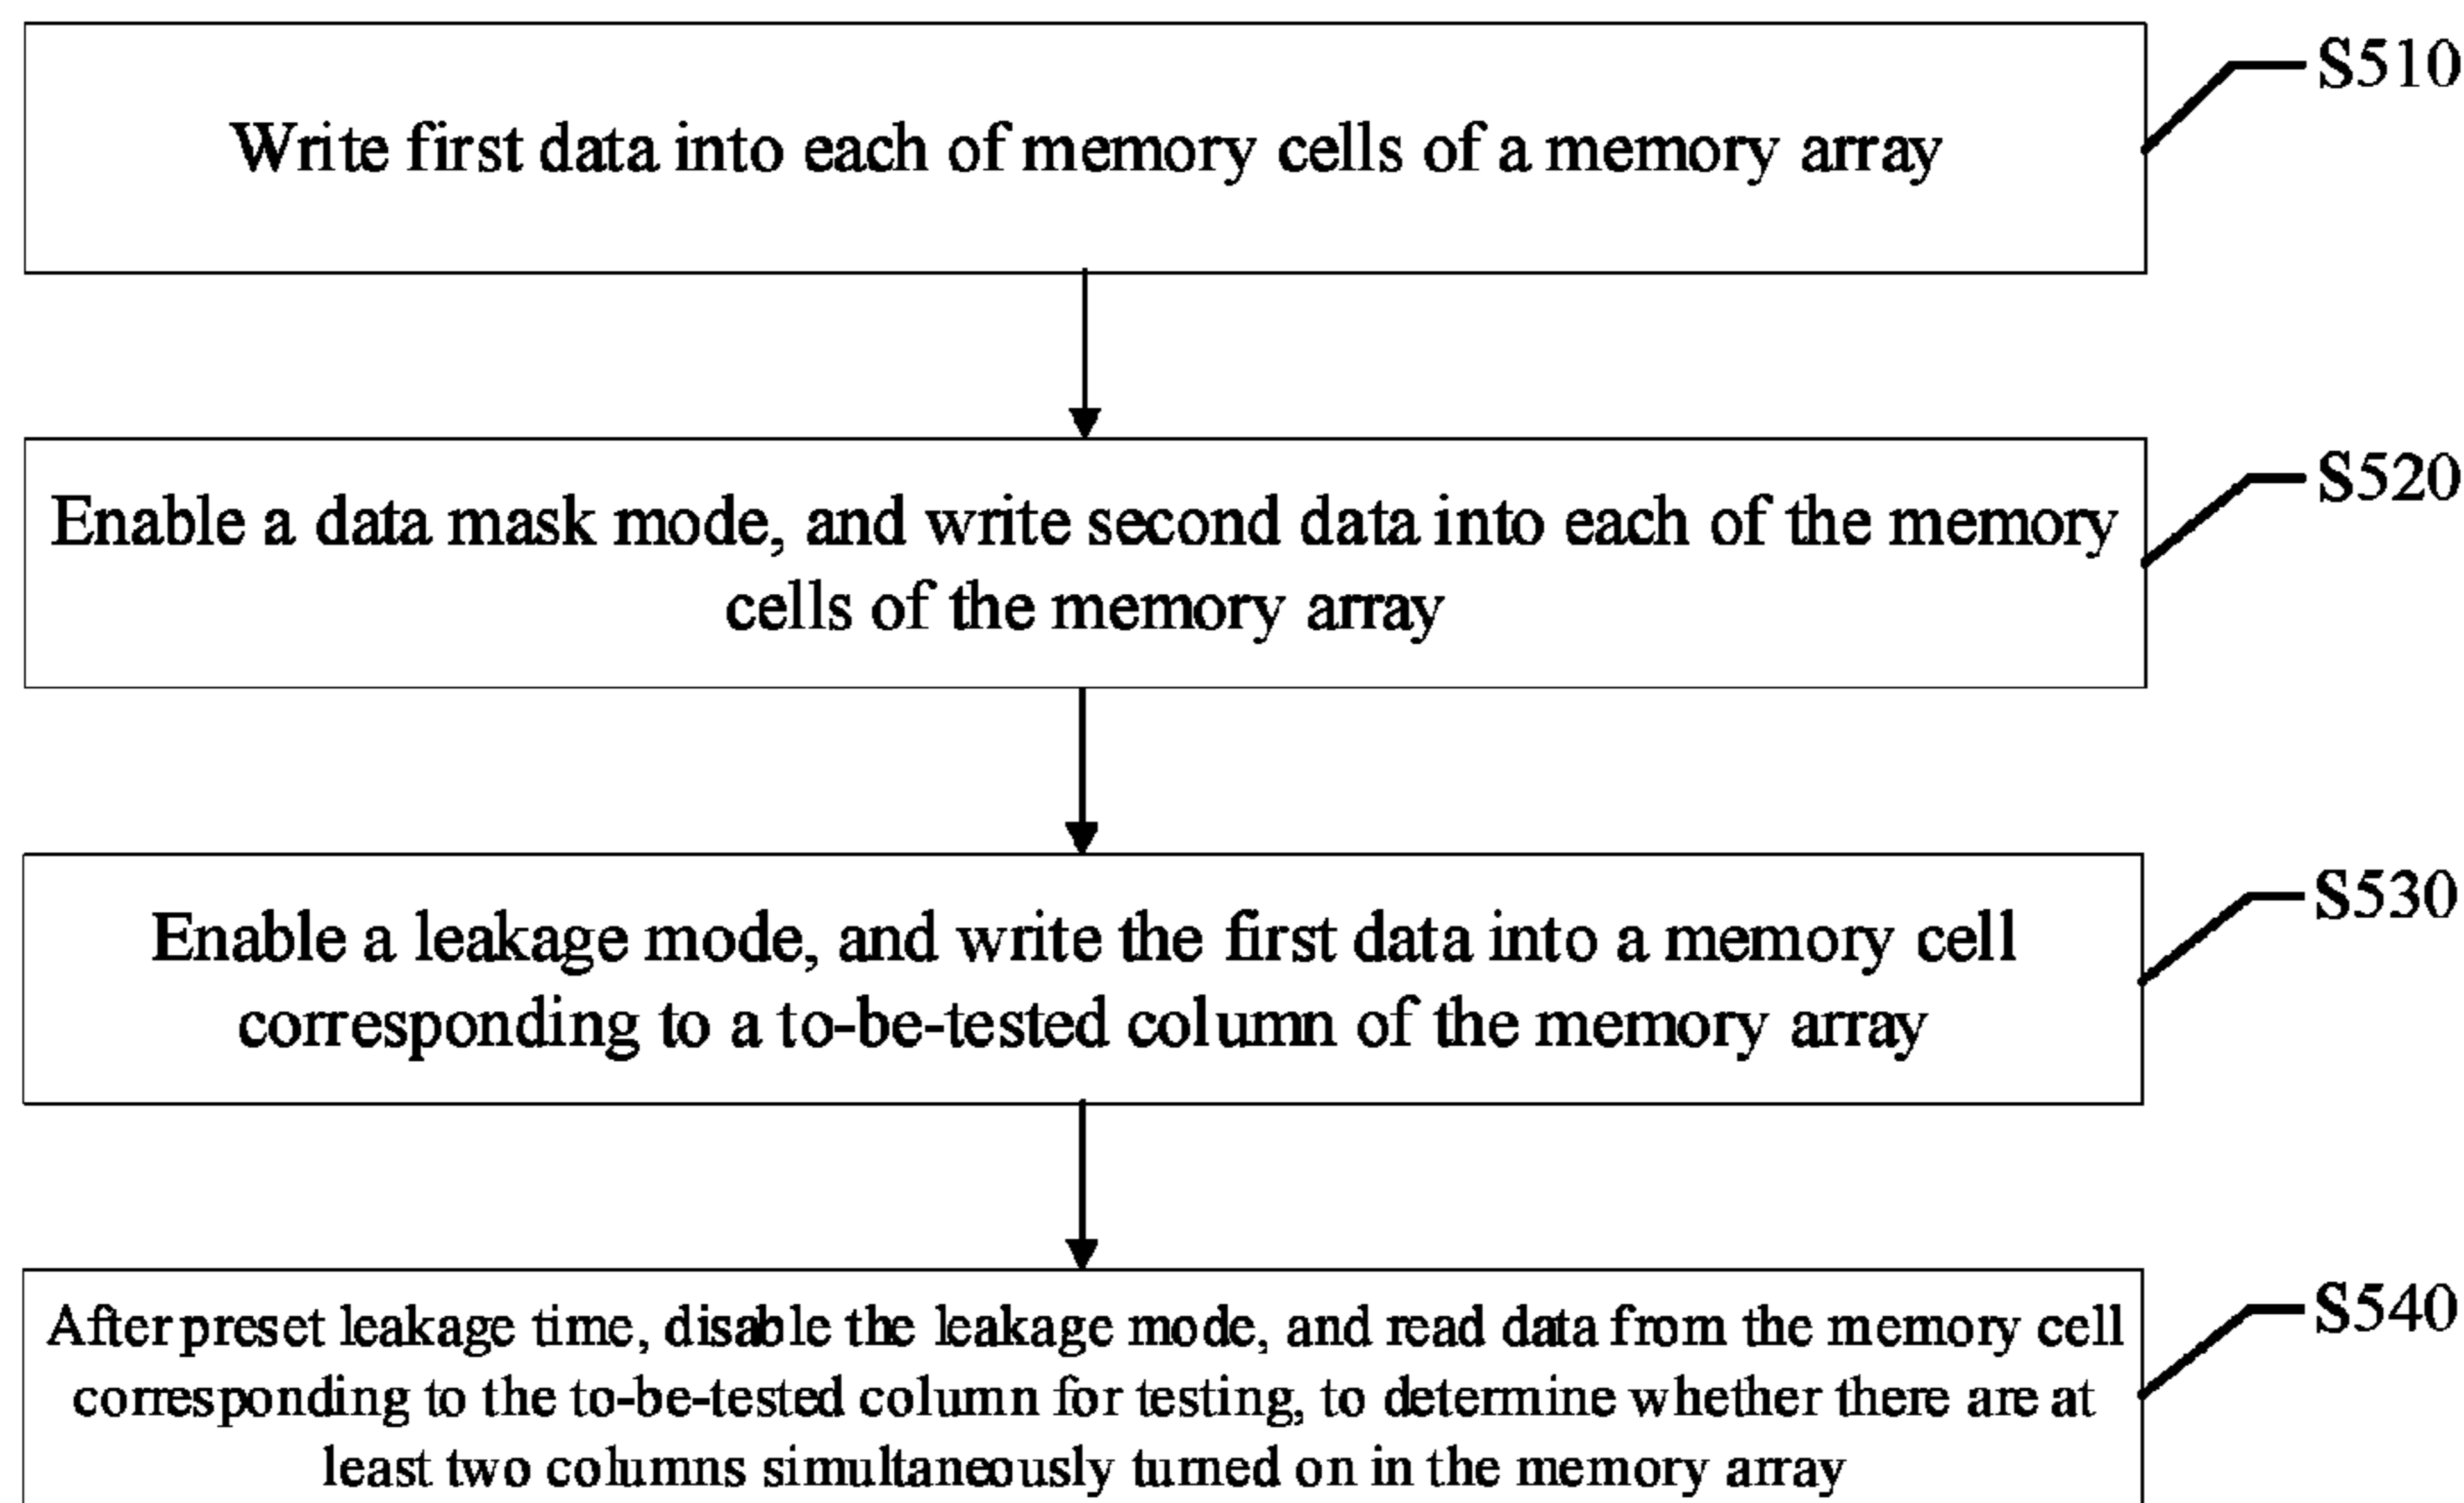 S510
Write first data into each of memory cells of a memory array
S520
Enable a data mask mode, and write second data into each of the memory
cells of the memory array
S530
Enable a leakage mode, and write the first data into a memory cell
corresponding to a to-be-tested column of the memory array
S540
After preset leakage time, disable the leakage mode, and read data from the memory cell
corresponding to the to-be-tested column for testing, to determine whether there are at
least two columns simultaneously turned on in the memory array